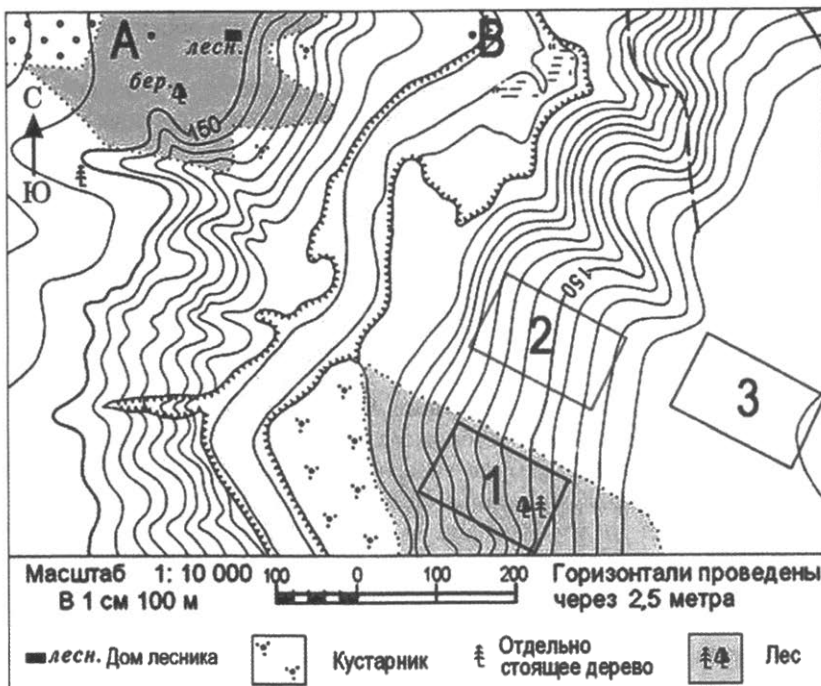 А
лесн.
В
бер.
С
150
Ю
150
2
3
1
Масштаб 1: 10 000
В 1 см 100 м
100 0 100 200
Горизонтали проведены
через 2,5 метра
лесн. Дом лесника
Кустарник
Отдельно
стоящее дерево
Лес